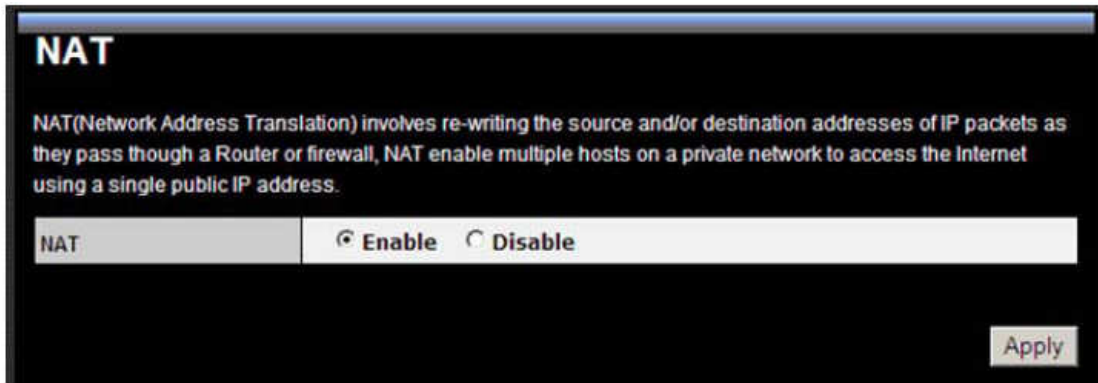 NAT
NAT(Network Address Translation) involves re-writing the source and/or destination addresses of IP packets as
they pass though a Router or firewall, NAT enable multiple hosts on a private network to access the Internet
using a single public IP address.
NAT Enable Disable
Apply